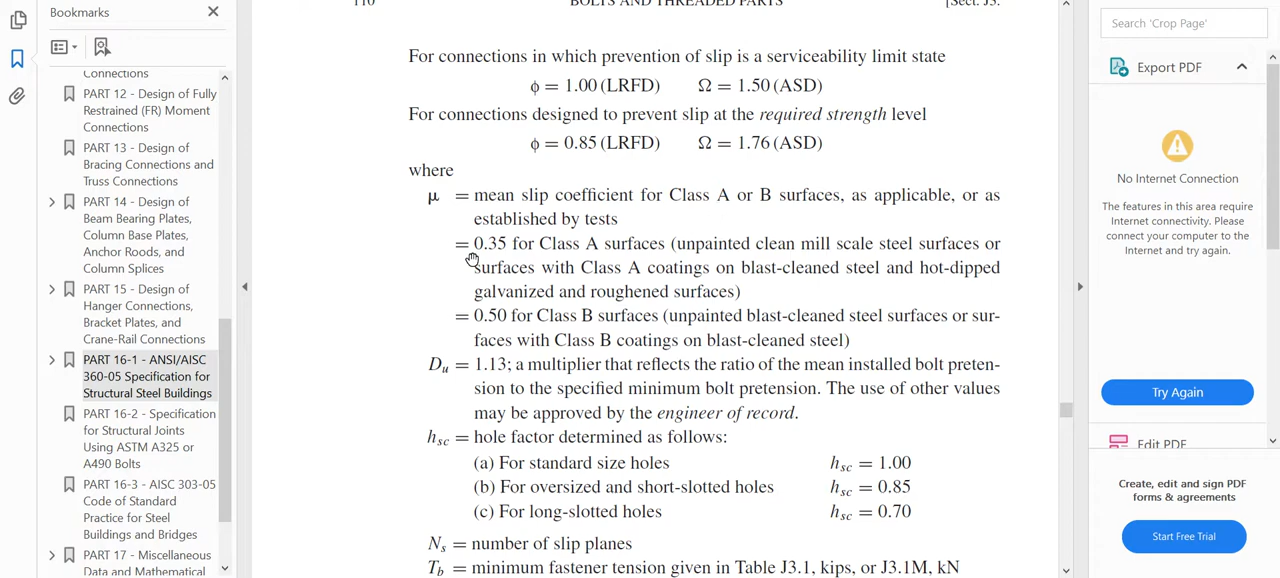 Bookmarks
Connections
PART 12 - Design of Fully
Restrained (FR) Moment
Connections
PART 13 - Design of
Bracing Connections and
Truss Connections
PART 14 - Design of
Beam Bearing Plates,
Column Base Plates,
Anchor Roods, and
Column Splices
PART 15 - Design of
Hanger Connections,
Bracket Plates, and
Crane-Rail Connections
PART 16-1 - ANSI/AISC
360-05 Specification for
Structural Steel Buildings
PART 16-2 - Specification
for Structural Joints
Using ASTM A325 or
A490 Bolts
PART 16-3 - AISC 303-05
Code of Standard
Practice for Steel
Buildings and Bridges
PART 17 - Miscellaneous
Data and Mathematical
110 BOLTS AND THREADED PARTS [Sect. J3.
For connections in which prevention of slip is a serviceability limit state
ϕ = 1.00 (LRFD) Ω = 1.50 (ASD)
For connections designed to prevent slip at the required strength level
ϕ = 0.85 (LRFD) Ω = 1.76 (ASD)
where
μ = mean slip coefficient for Class A or B surfaces, as applicable, or as
established by tests
= 0.35 for Class A surfaces (unpainted clean mill scale steel surfaces or
surfaces with Class A coatings on blast-cleaned steel and hot-dipped
galvanized and roughened surfaces)
= 0.50 for Class B surfaces (unpainted blast-cleaned steel surfaces or sur-
faces with Class B coatings on blast-cleaned steel)
Du = 1.13; a multiplier that reflects the ratio of the mean installed bolt preten-
sion to the specified minimum bolt pretension. The use of other values
may be approved by the engineer of record.
hsc = hole factor determined as follows:
(a) For standard size holes hsc = 1.00
(b) For oversized and short-slotted holes hsc = 0.85
(c) For long-slotted holes hsc = 0.70
Ns = number of slip planes
Tb = minimum fastener tension given in Table J3.1, kips, or J3.1M, kN
Search 'Crop Page'
Export PDF
No Internet Connection
The features in this area require
Internet connectivity. Please
connect your computer to the
Internet and try again.
Try Again
Edit PDF
Create, edit and sign PDF
forms & agreements
Start Free Trial